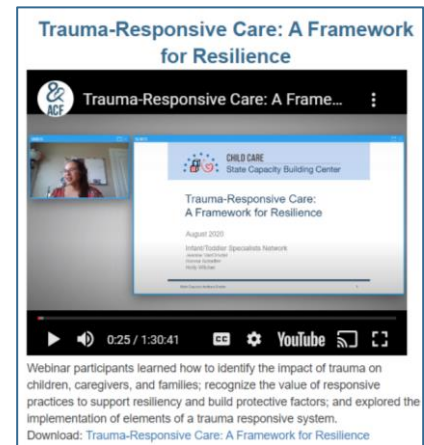 Trauma-Responsive Care: A Framework
for Resilience
ACF
Trauma-Responsive Care: A Frame...
CHILD CARE
State Capacity Building Center
Trauma-Responsive Care:
A Framework for Resilience
August 2020
Infant/Toddler Specialists Network
0:25 / 1:30:41
CC
YouTube
Webinar participants learned how to identify the impact of trauma on
children, caregivers, and families; recognize the value of responsive
practices to support resiliency and build protective factors; and explored the
implementation of elements of a trauma responsive system.
Download: Trauma-Responsive Care: A Framework for Resilience